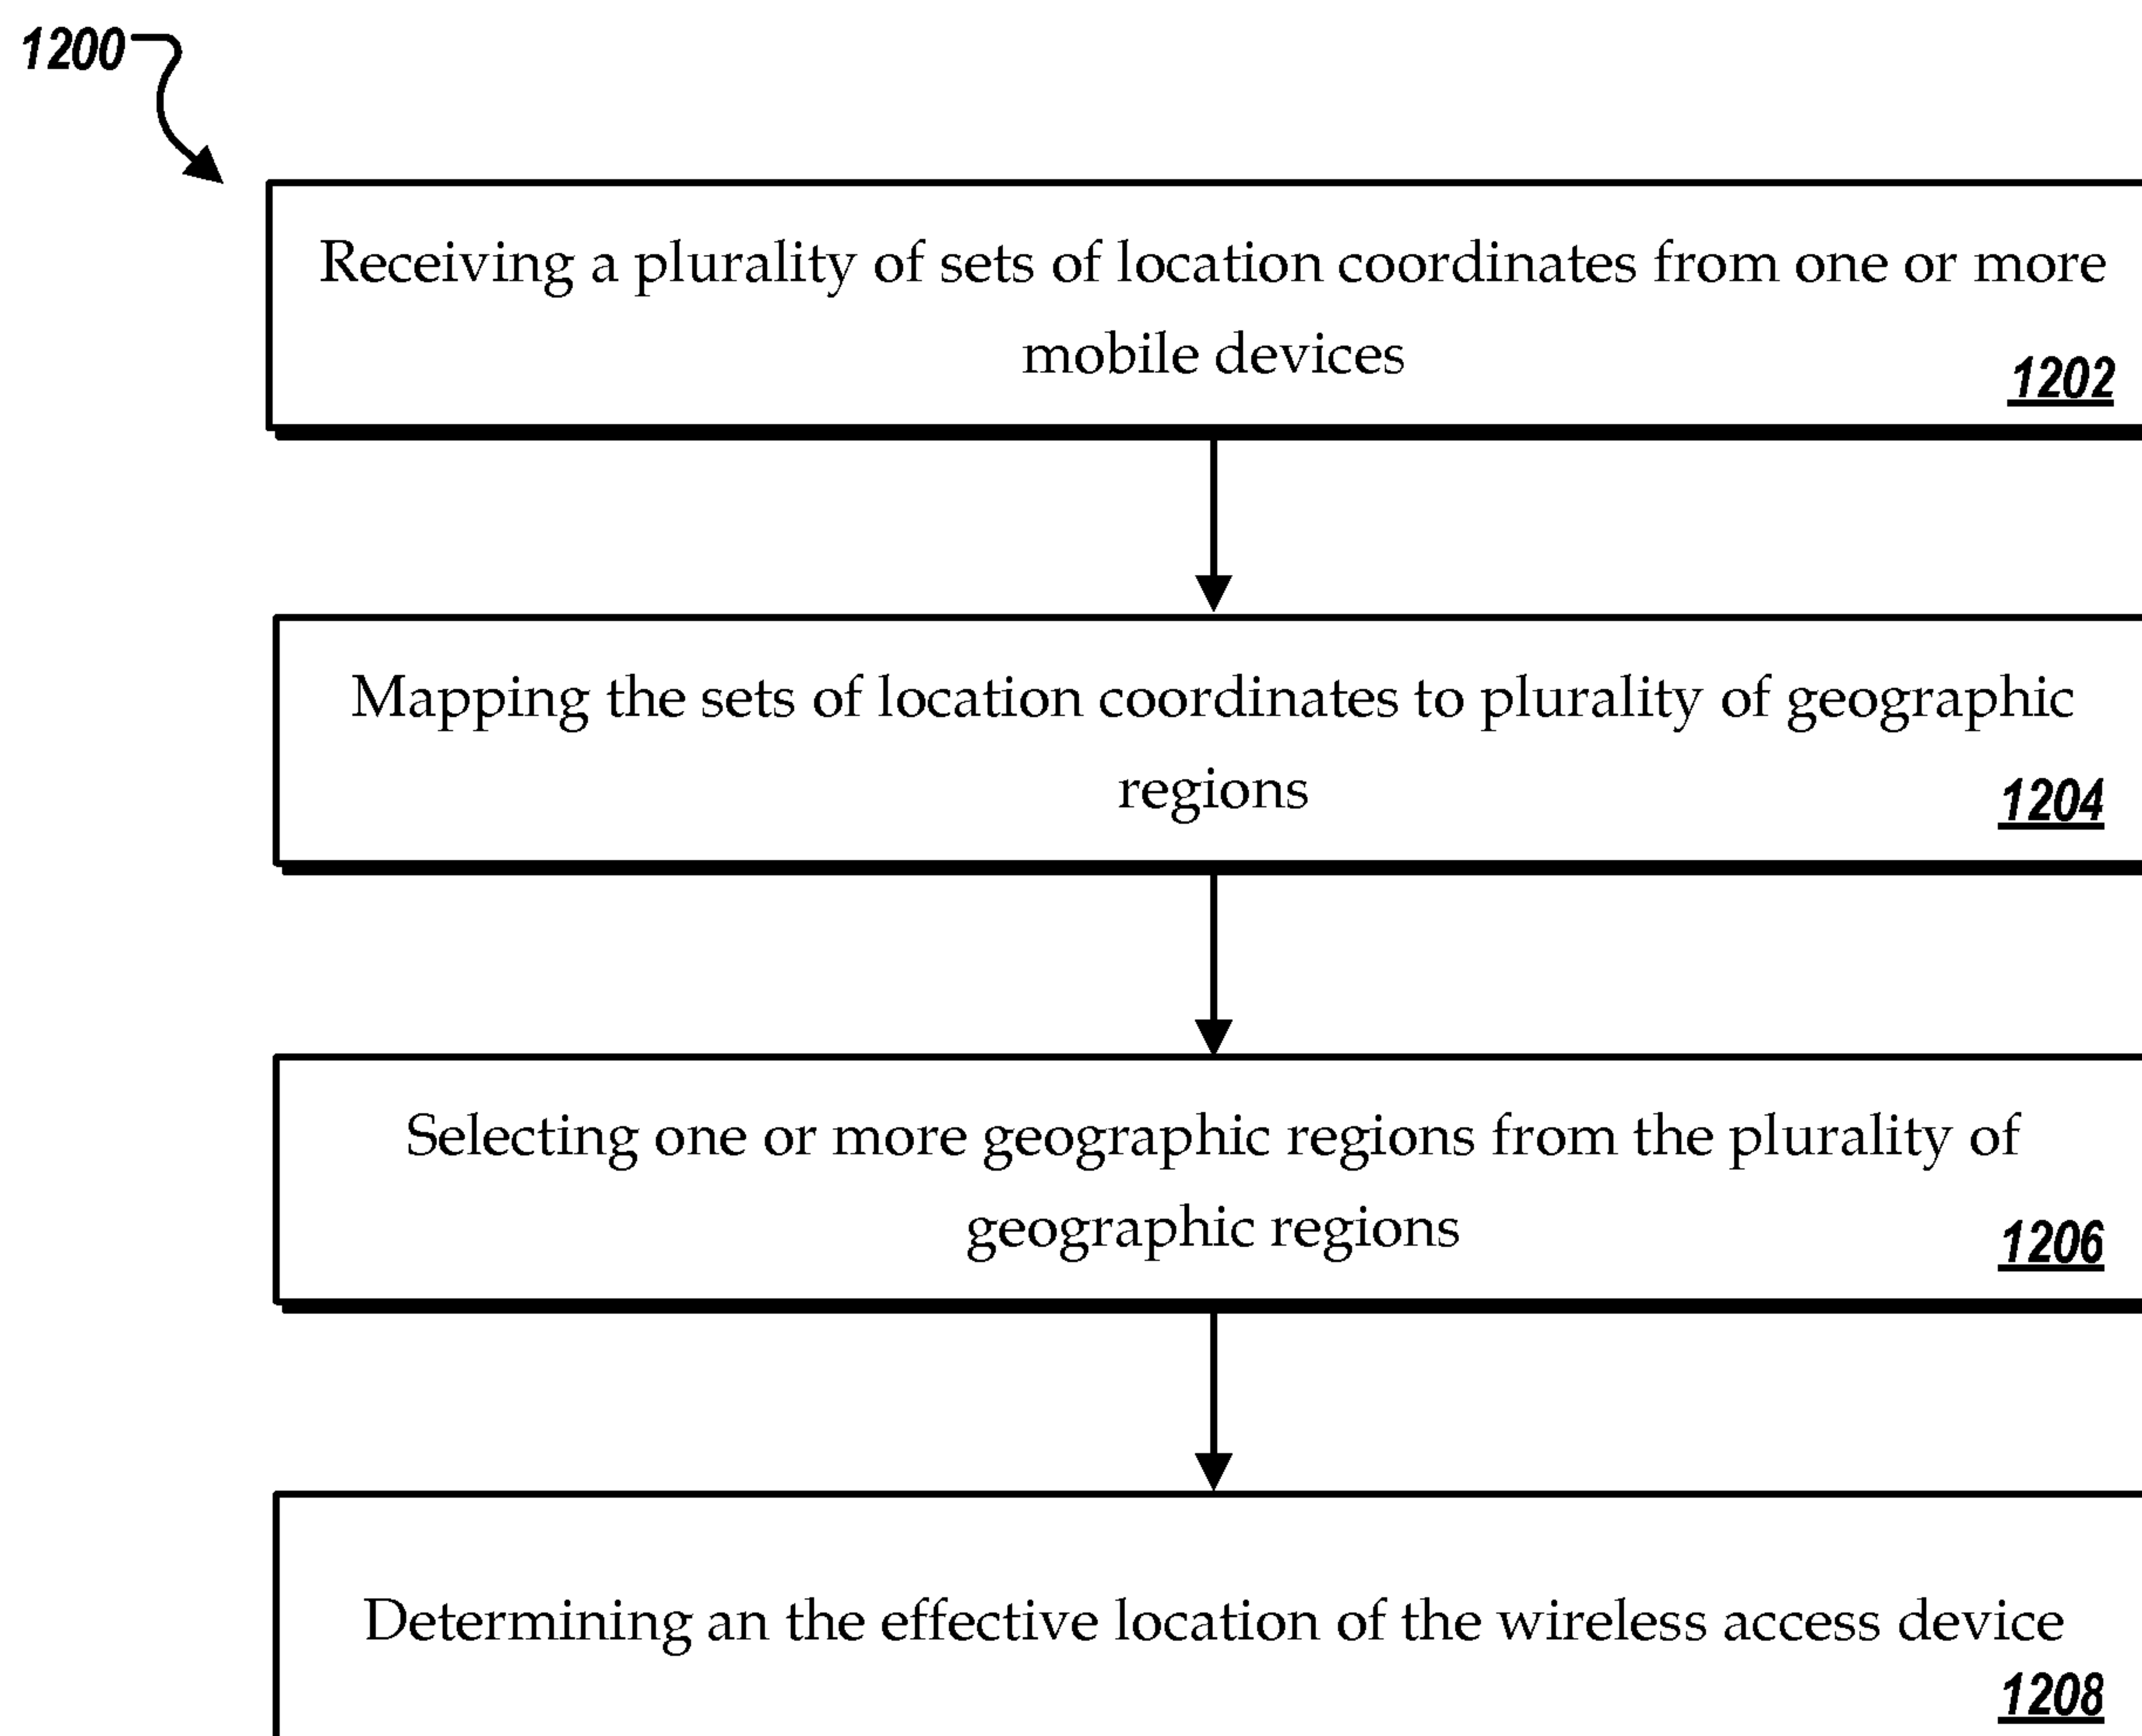 1200
Receiving a plurality of sets of location coordinates from one or more
mobile devices
1202
Mapping the sets of location coordinates to plurality of geographic
regions
1204
Selecting one or more geographic regions from the plurality of
geographic regions
1206
Determining an the effective location of the wireless access device
1208